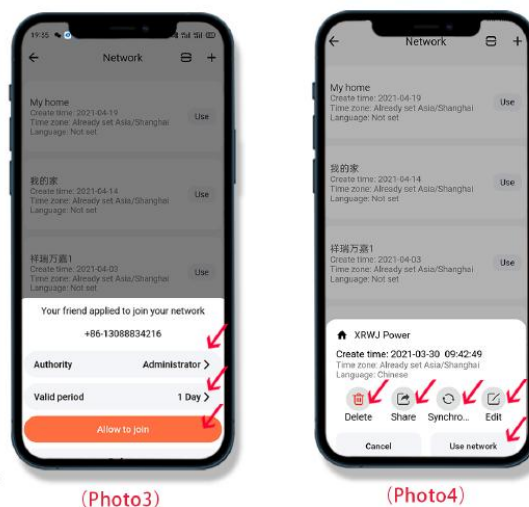 19:35
Network
My home
Create time: 2021-04-19
Time zone: Already set Asia/Shanghai
Language: Not set
Use
我的家
Create time: 2021-04-14
Time zone: Already set Asia/Shanghai
Language: Not set
Use
祥瑞万嘉1
Create time: 2021-04-03
Time zone: Already set Asia/Shanghai
Language: Not set
Use
Your friend applied to join your network
+86-13088834216
Authority
Administrator
Valid period
1 Day
Allow to join
(Photo3)
Network
My home
Create time: 2021-04-19
Time zone: Already set Asia/Shanghai
Language: Not set
Use
我的家
Create time: 2021-04-14
Time zone: Already set Asia/Shanghai
Language: Not set
Use
祥瑞万嘉1
Create time: 2021-04-03
Time zone: Already set Asia/Shanghai
Language: Not set
Use
XRWJ Power
Create time: 2021-03-30 09:42:49
Time zone: Already set Asia/Shanghai
Language: Chinese
Delete
Share
Synchro...
Edit
Cancel
Use network
(Photo4)